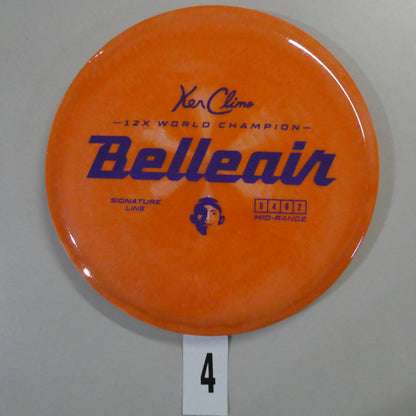 Ken Climo
12X WORLD CHAMPION
Belleair
SIGNATURE
LINE
5 4 0 2
MID-RANGE
4